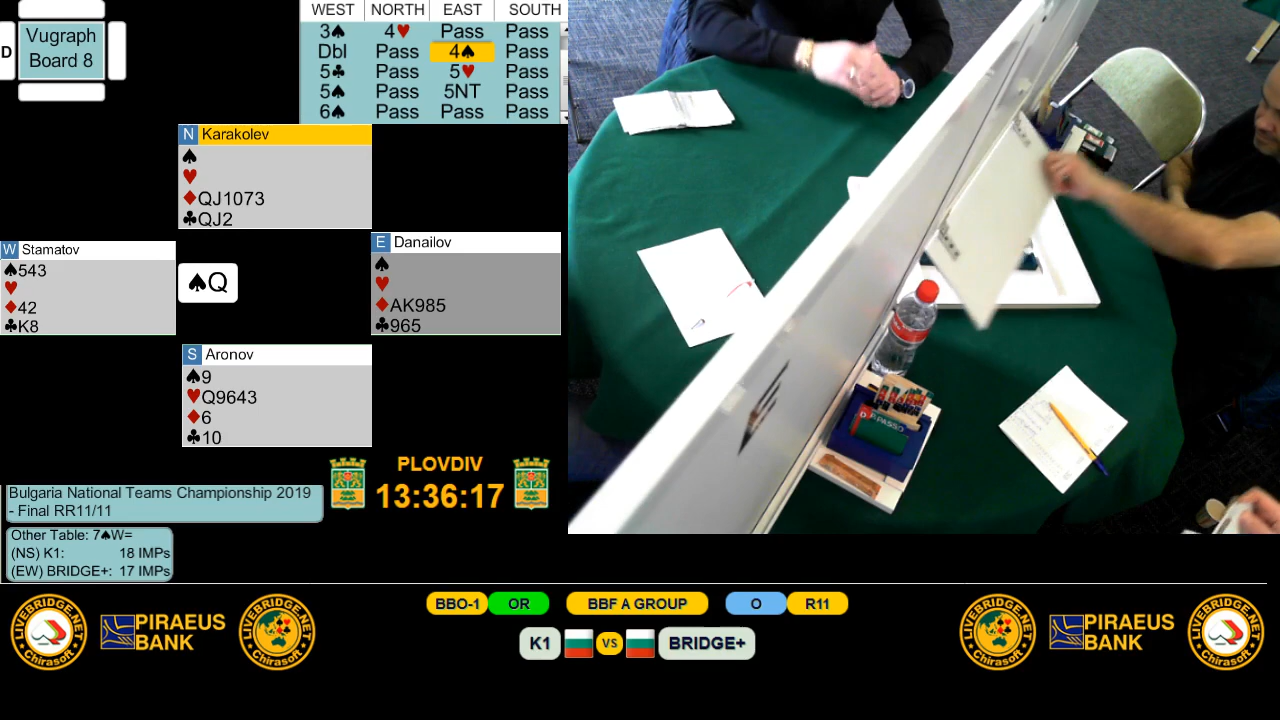 D
Vugraph
Board 8
WEST NORTH EAST SOUTH
3♠ 4♥ Pass Pass
Dbl Pass 4♠ Pass
5♣ Pass 5♥ Pass
5♠ Pass 5NT Pass
6♠ Pass Pass Pass
N Karakolev
♠
♥
♦QJ1073
♣QJ2
W Stamatov
♠543
♥
♦42
♣K8
♠Q
E Danailov
♠
♥
♦AK985
♣965
S Aronov
♠9
♥Q9643
♦6
♣10
PLOVDIV
13:36:17
Bulgaria National Teams Championship 2019
- Final RR11/11
Other Table: 7♠W=
(NS) K1: 18 IMPs
(EW) BRIDGE+: 17 IMPs
PASSO
LIVEBRIDGE.NET
Chirasoft
PIRAEUS
BANK
LIVEBRIDGE.NET
Chirasoft
BBO-1 OR BBF A GROUP O R11
K1 VS BRIDGE+
LIVEBRIDGE.NET
Chirasoft
PIRAEUS
BANK
LIVEBRIDGE.NET
Chirasoft